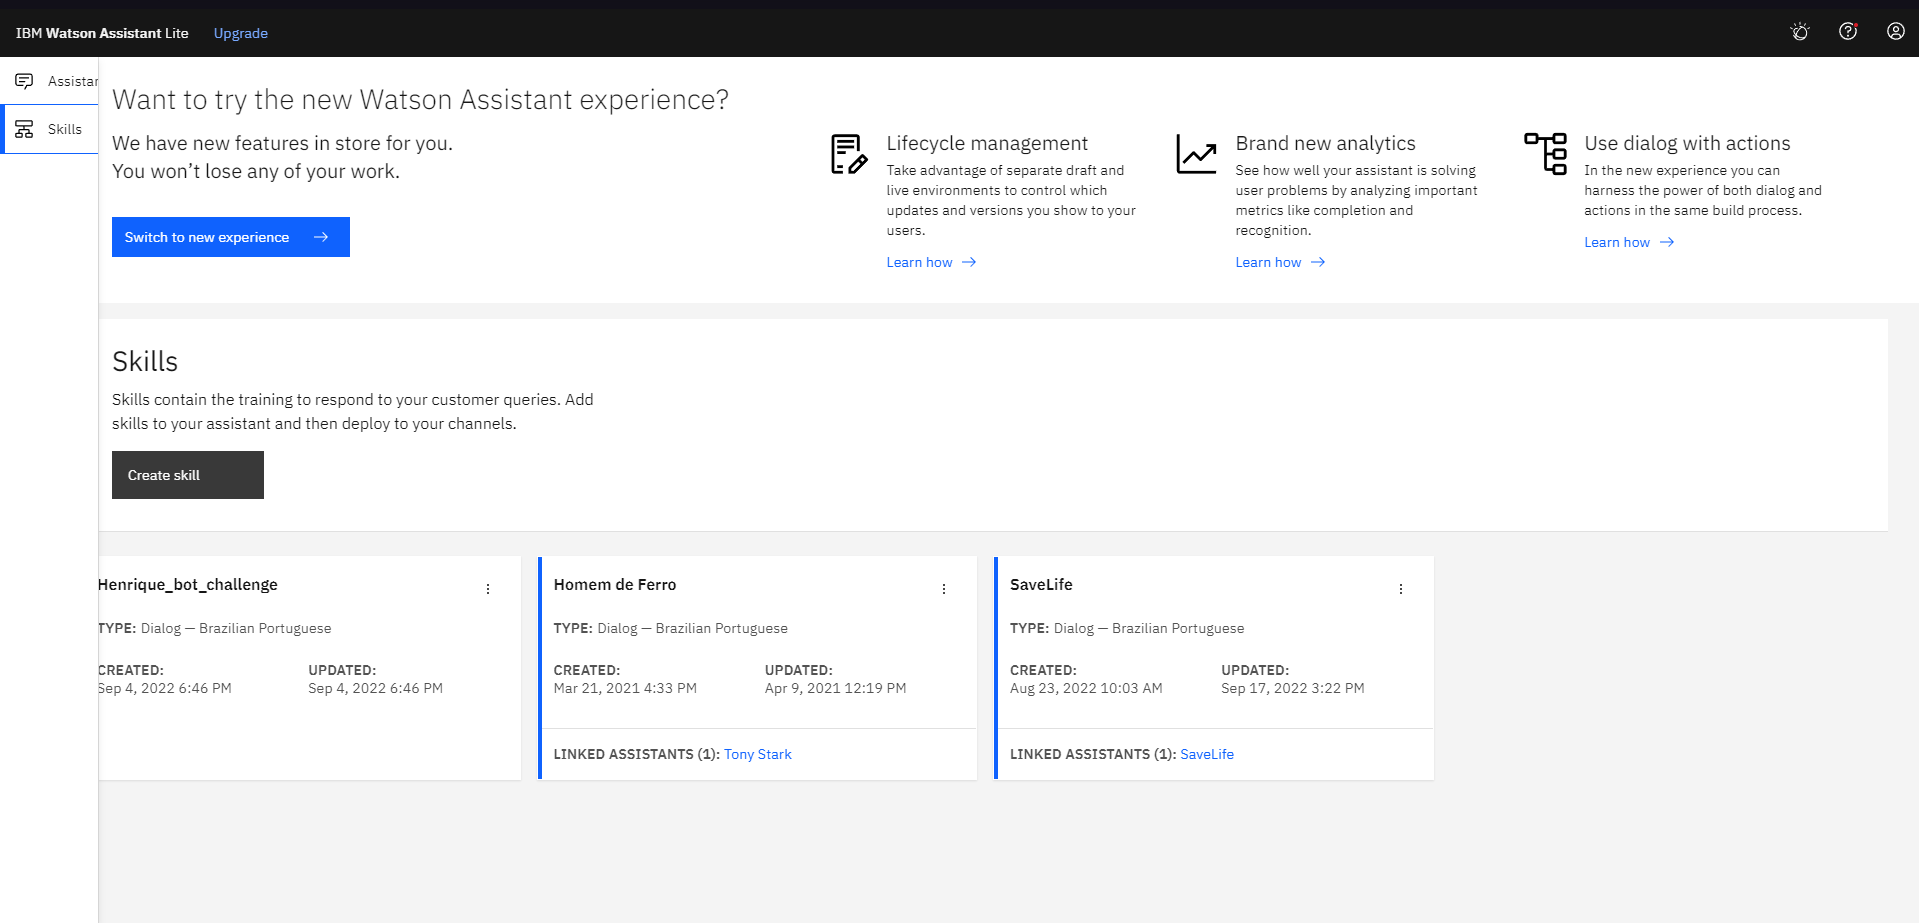 IBM Watson Assistant Lite Upgrade
Assistan
Skills
Want to try the new Watson Assistant experience?
We have new features in store for you.
You won’t lose any of your work.
Switch to new experience
Lifecycle management
Take advantage of separate draft and
live environments to control which
updates and versions you show to your
users.
Learn how
Brand new analytics
See how well your assistant is solving
user problems by analyzing important
metrics like completion and
recognition.
Learn how
Use dialog with actions
In the new experience you can
harness the power of both dialog and
actions in the same build process.
Learn how
Skills
Skills contain the training to respond to your customer queries. Add
skills to your assistant and then deploy to your channels.
Create skill
Henrique_bot_challenge
TYPE: Dialog — Brazilian Portuguese
CREATED: UPDATED:
Sep 4, 2022 6:46 PM Sep 4, 2022 6:46 PM
Homem de Ferro
TYPE: Dialog — Brazilian Portuguese
CREATED: UPDATED:
Mar 21, 2021 4:33 PM Apr 9, 2021 12:19 PM
LINKED ASSISTANTS (1): Tony Stark
SaveLife
TYPE: Dialog — Brazilian Portuguese
CREATED: UPDATED:
Aug 23, 2022 10:03 AM Sep 17, 2022 3:22 PM
LINKED ASSISTANTS (1): SaveLife